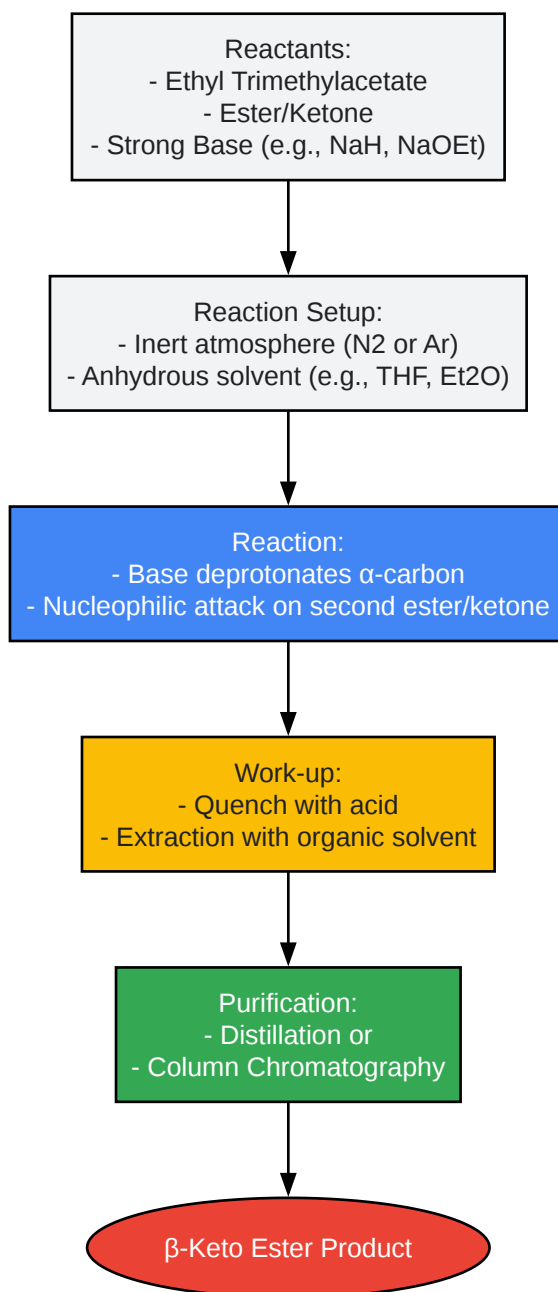 Reactants:
- Ethyl Trimethylacetate
- Ester/Ketone
- Strong Base (e.g., NaH, NaOEt)
Reaction Setup:
- Inert atmosphere (N2 or Ar)
- Anhydrous solvent (e.g., THF, Et2O)
Reaction:
- Base deprotonates α-carbon
- Nucleophilic attack on second ester/ketone
Work-up:
- Quench with acid
- Extraction with organic solvent
Purification:
- Distillation or
- Column Chromatography
β-Keto Ester Product